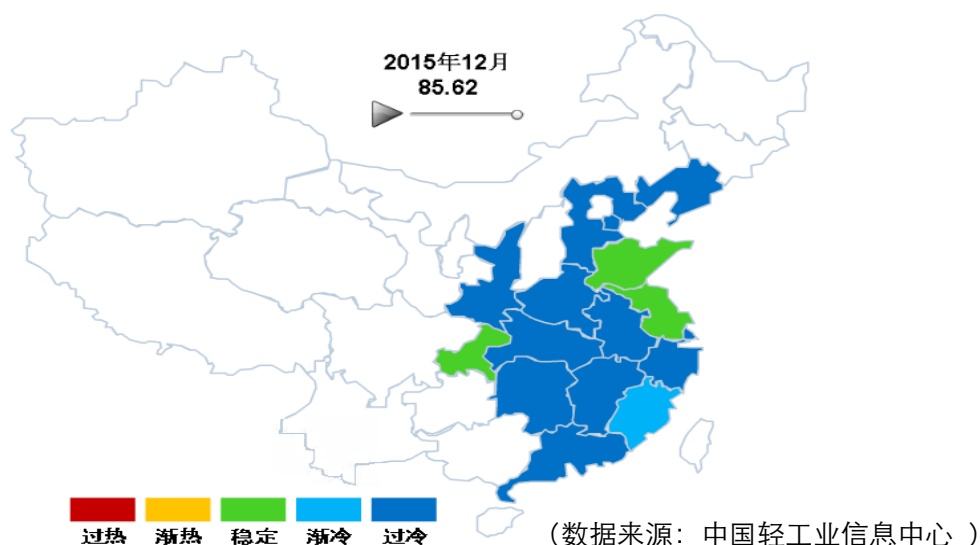 2015年12月
85.62
过热 渐热 稳定 渐冷 过冷
（数据来源：中国轻工业信息中心 ）